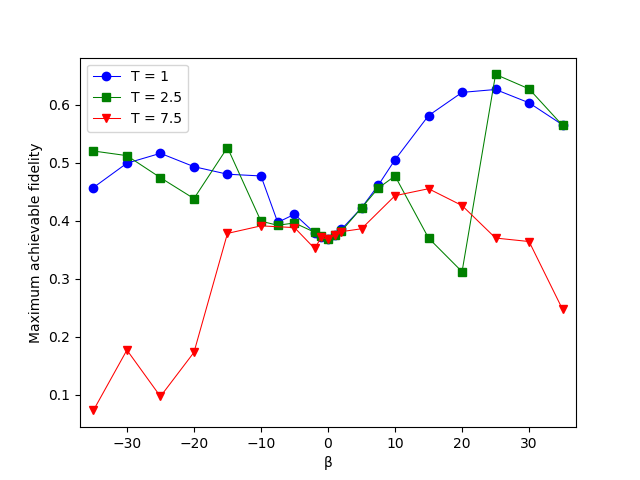 T = 1
T = 2.5
T = 7.5
Maximum achievable fidelity
0.6
0.5
0.4
0.3
0.2
0.1
−30
−20
−10
0
10
20
30
β